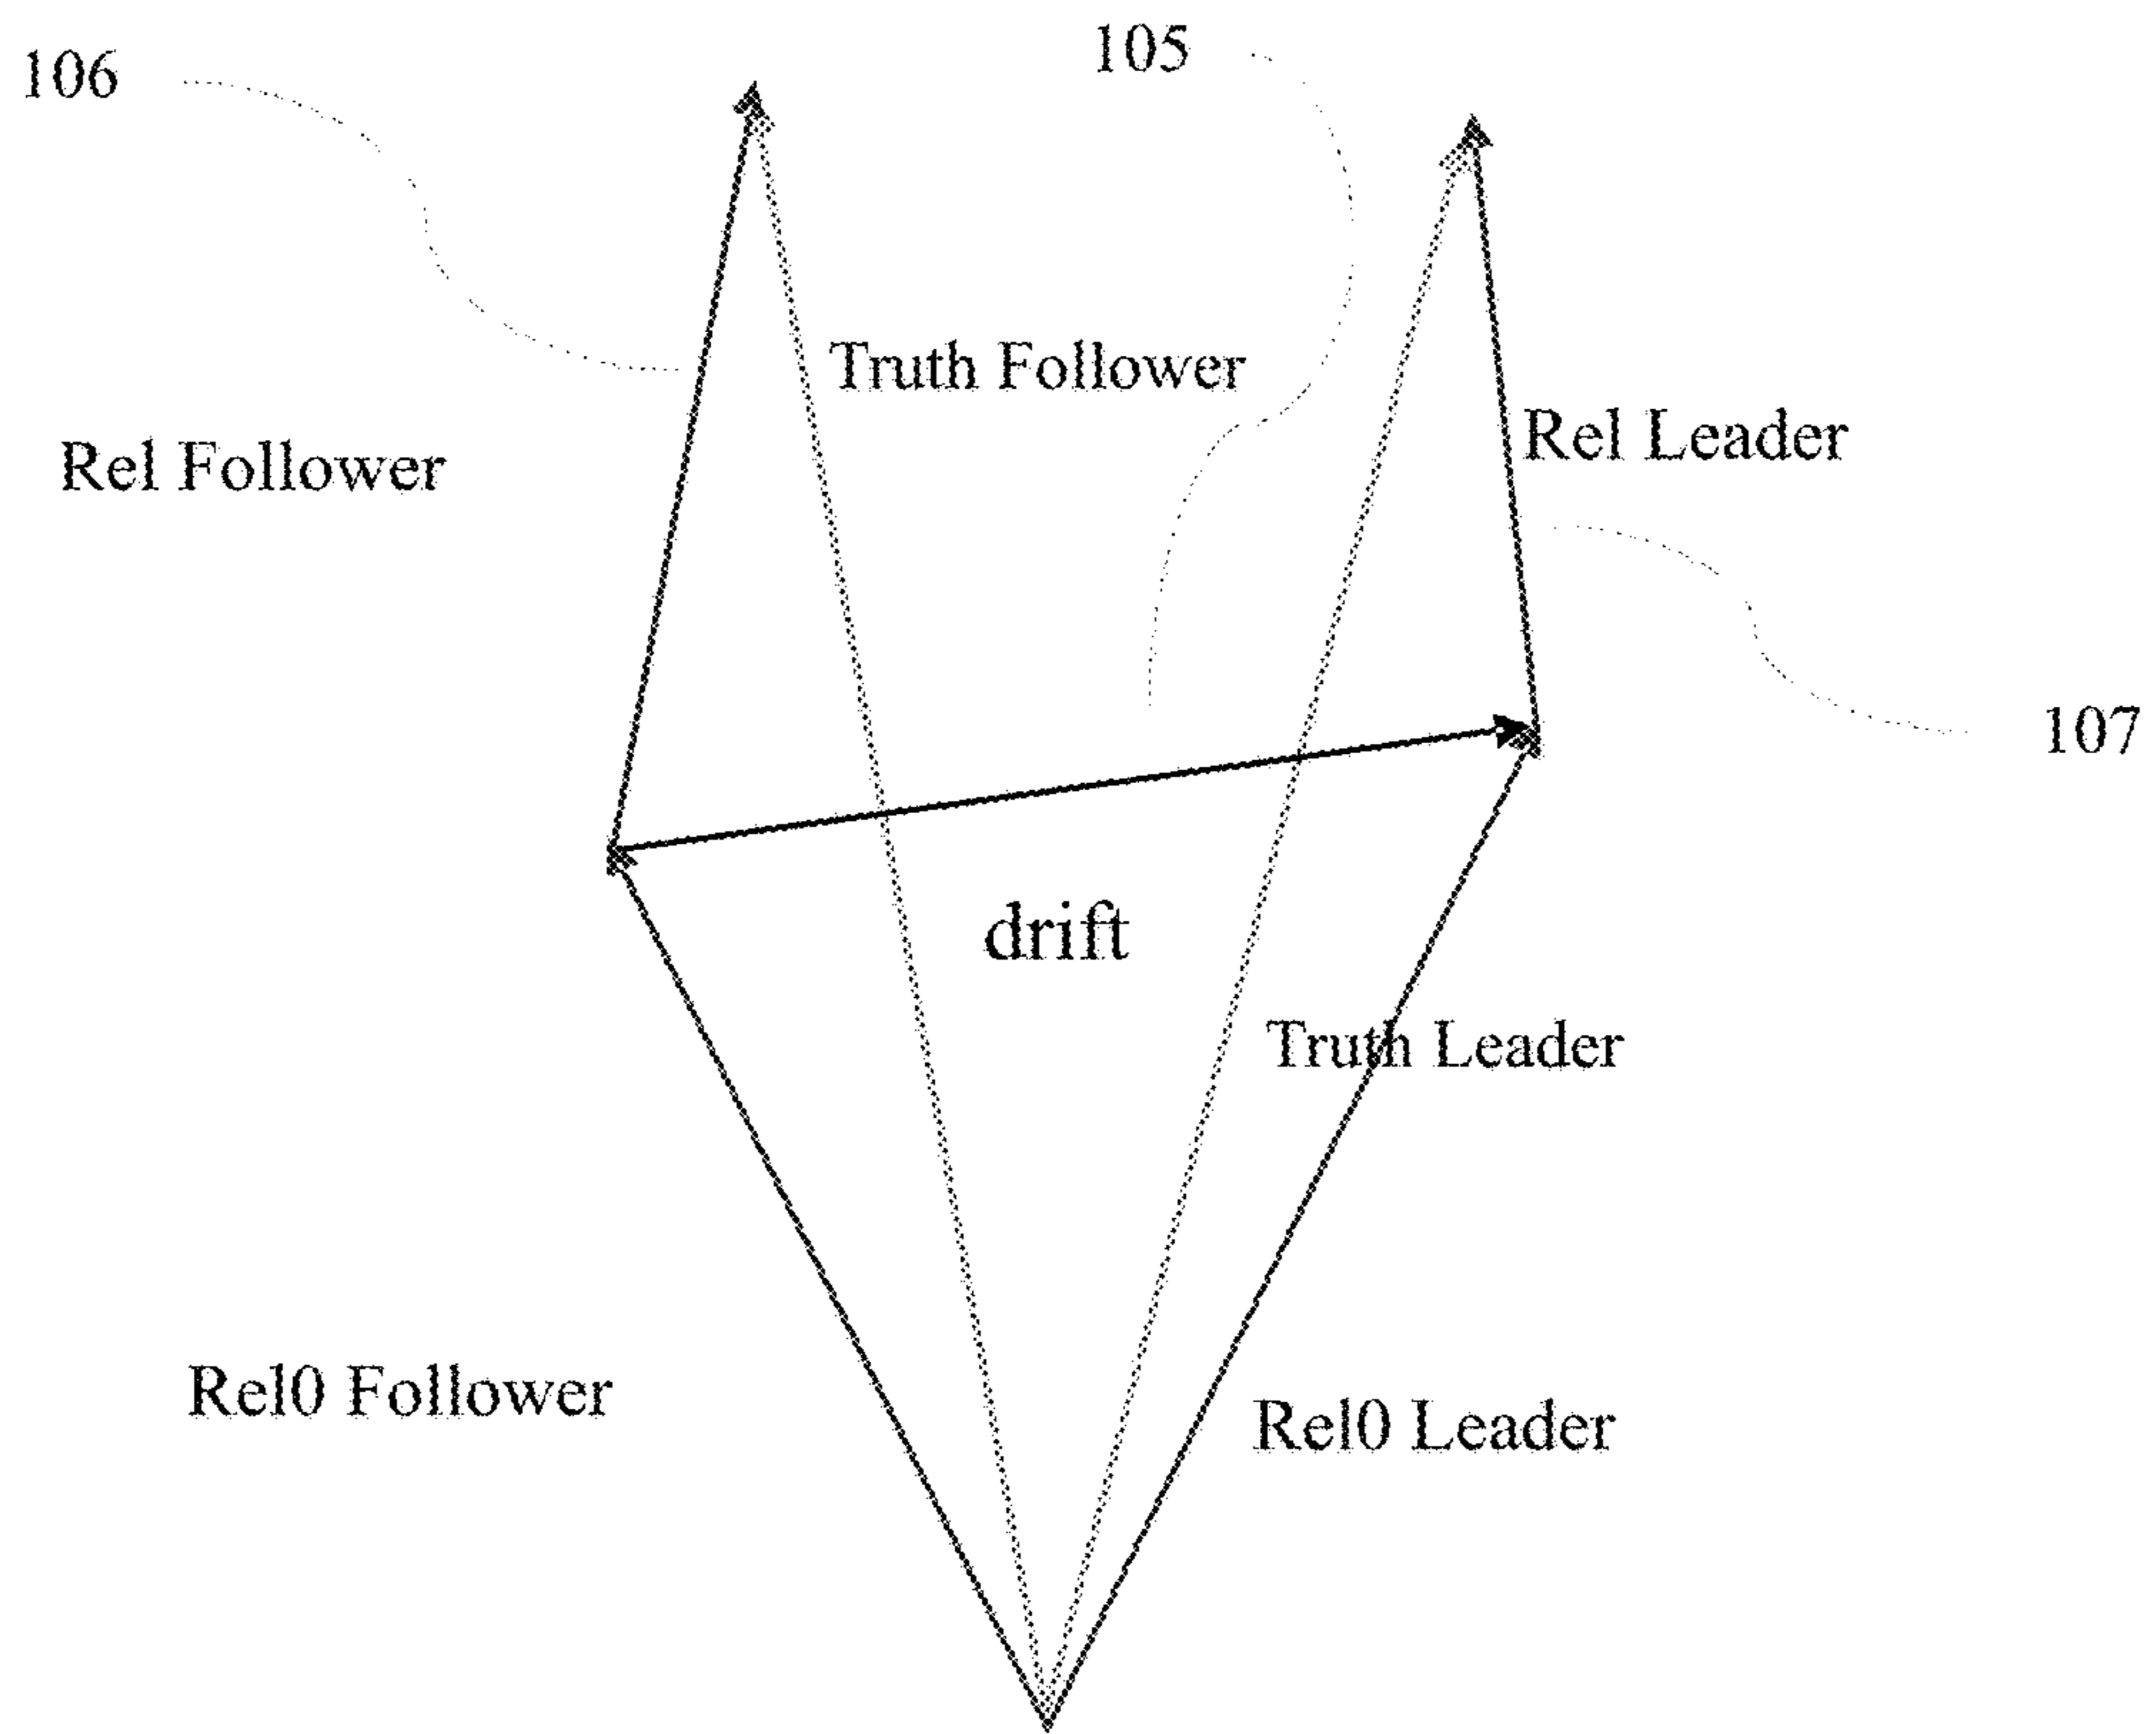 105
106
Truth Follower
Rel Leader
Rel Follower
107
drift
Truth Leader
Rel0 Follower
Rel0 Leader